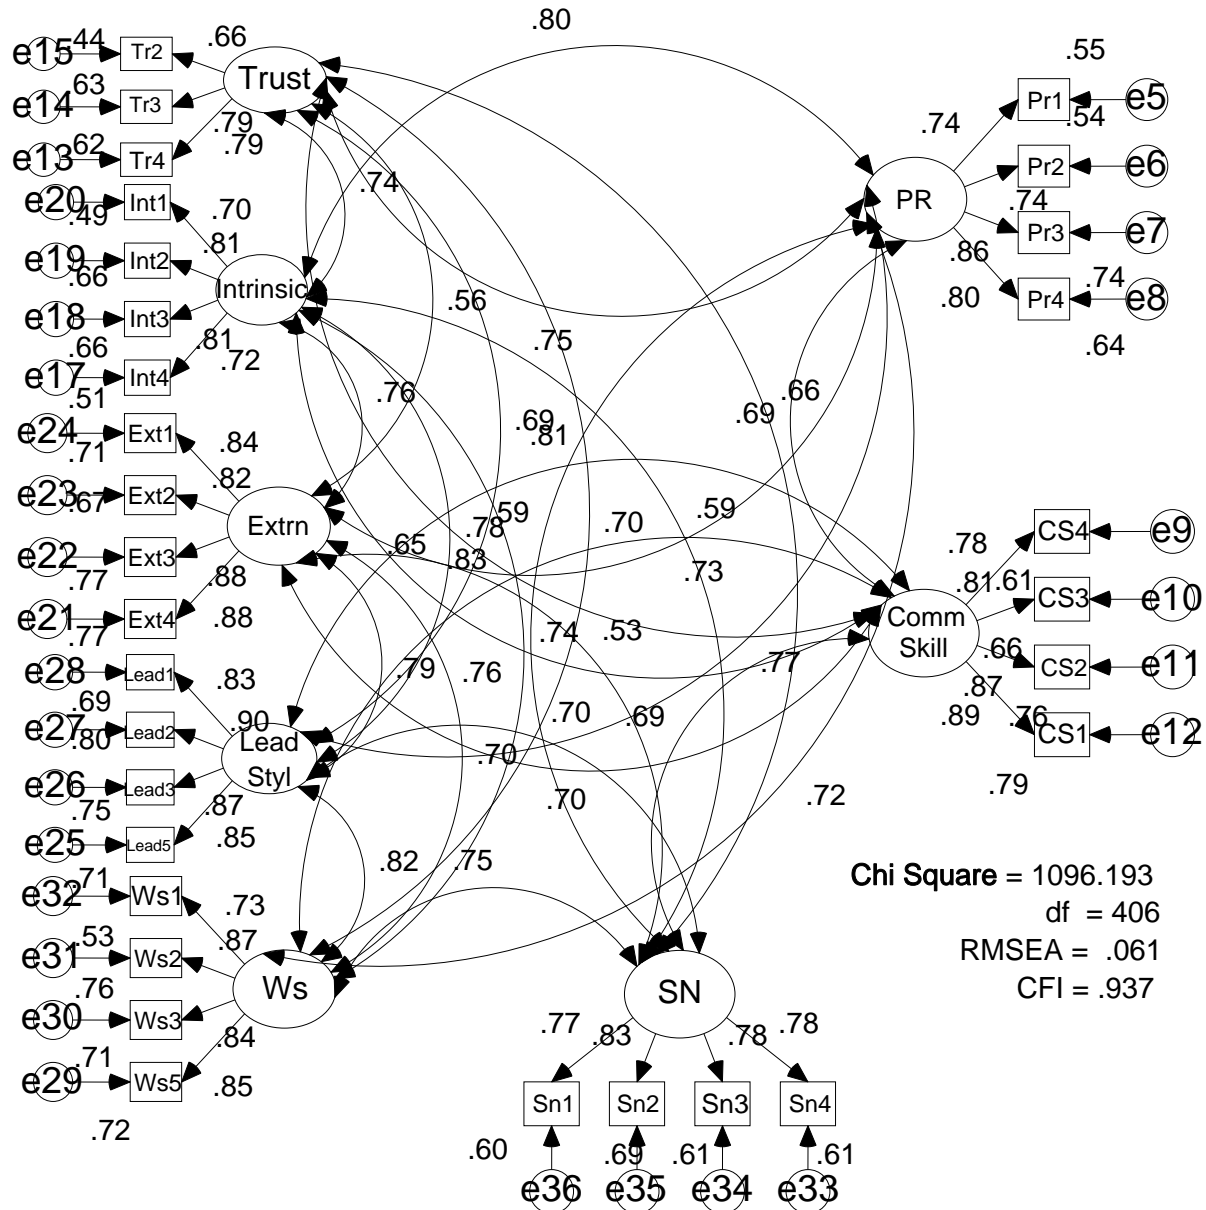 .80
e15 .44 Tr2 .66
Trust
.55
e14 .63 Tr3
Pr1 e5
.54
.79
.74
e13 .62 Tr4 .79
Pr2 e6
.74
e20 Int1 .70
PR
.49
.74
Pr3 e7
.81
e19 Int2
.86
.66
.74
Intrinsic
.80
Pr4 e8
.56
e18 Int3
.81
.75
.64
.66
.72
e17 Int4
.76
.66
.51
.69
.69
e24 Ext1 .84
.81
.71
.82
e23 Ext2
.67
.59
.59
Extrn
.78
.70
CS4 e9
.78
.65
e22 Ext3
.83
.73
.88
.81 .61
.77
CS3 e10
e21 Ext4 .88
Comm
Skill
.74
.53
.77
.66
CS2 e11
e28 Lead1 .83
.79
.76
.77
.87
.69
.89 .76
e27 Lead2 .90
.70
.69
CS1 e12
.80
Lead
Styl
.70
e26 Lead3
.79
.75
.87
.70
.72
e25 Lead5 .85
.82
.75
Chi Square = 1096.193
e32 .71 Ws1 .73
df = 406
e31 .53 Ws2 .87
RMSEA = .061
.76
Ws
SN
CFI = .937
e30 Ws3
.77
.83
.78
.78
.84
.71
e29 Ws5 .85
Sn1 Sn2 Sn3 Sn4
.72
.60
.69
.61
.61
e36 e35 e34 e33